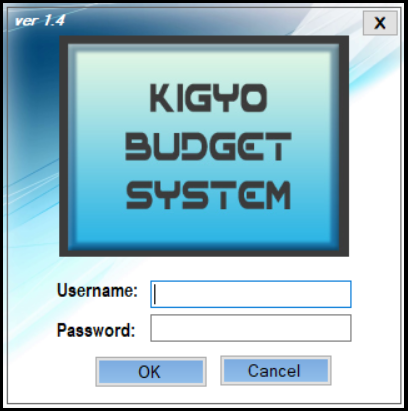 ver 1.4
X
KIGYO
BUDGET
SYSTEM
Username:
Password:
OK
Cancel